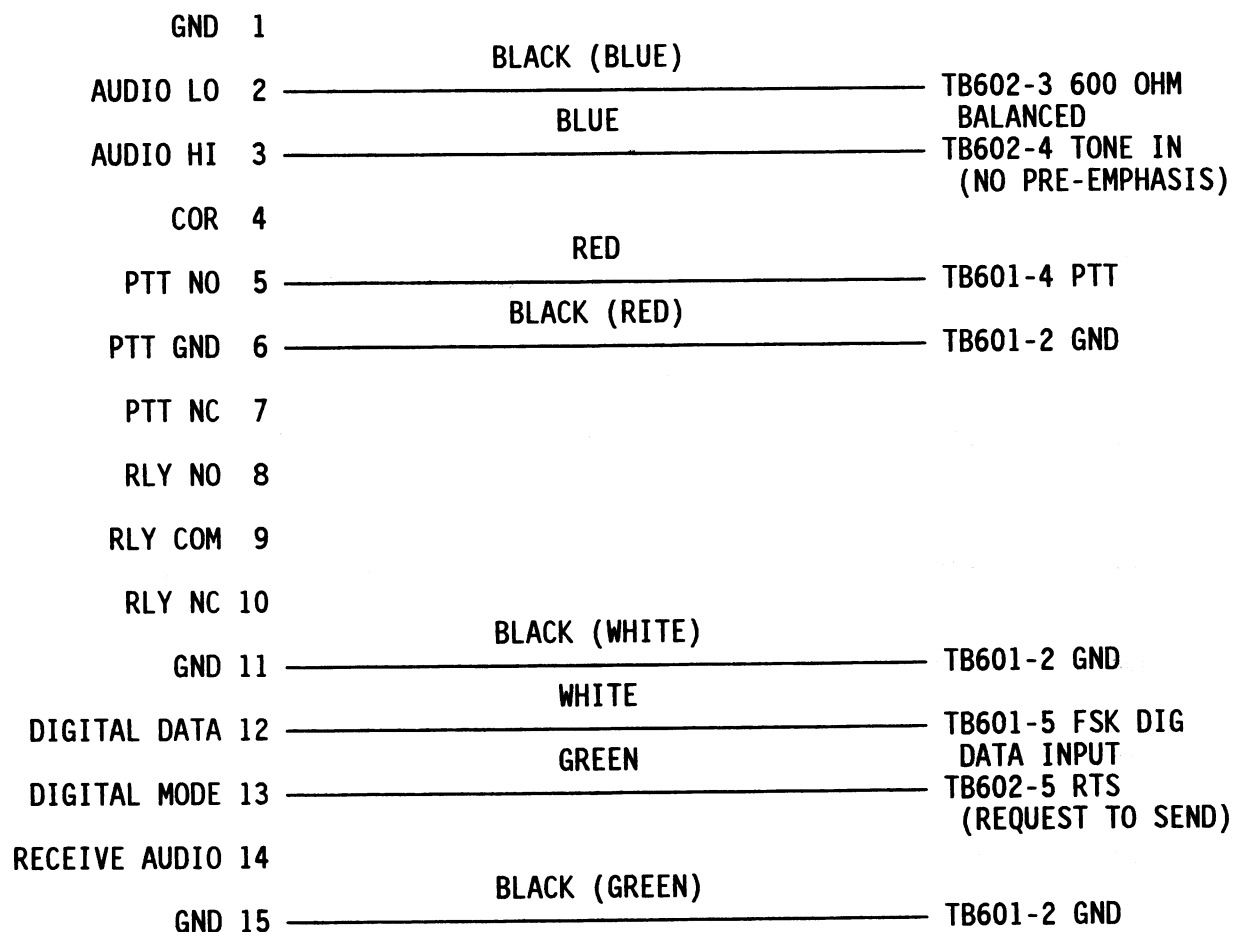 GND 1
BLACK (BLUE)
AUDIO LO 2 TB602-3 600 OHM
BALANCED
BLUE
AUDIO HI 3 TB602-4 TONE IN
(NO PRE-EMPHASIS)
COR 4
RED
PTT NO 5 TB601-4 PTT
BLACK (RED)
PTT GND 6 TB601-2 GND
PTT NC 7
RLY NO 8
RLY COM 9
RLY NC 10
BLACK (WHITE)
GND 11 TB601-2 GND
WHITE
DIGITAL DATA 12 TB601-5 FSK DIG
DATA INPUT
GREEN
DIGITAL MODE 13 TB602-5 RTS
(REQUEST TO SEND)
RECEIVE AUDIO 14
BLACK (GREEN)
GND 15 TB601-2 GND